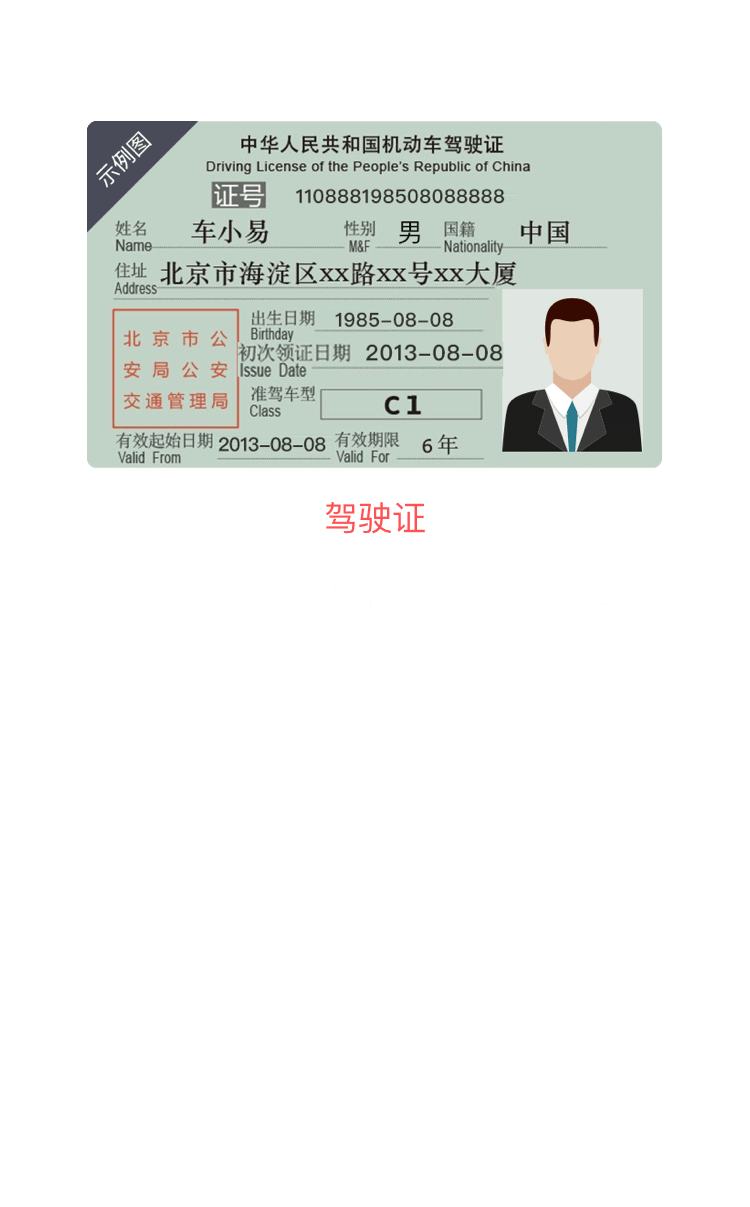 示例图
中华人民共和国机动车驾驶证
Driving License of the People's Republic of China
证号 110888198508088888
姓名 车小易 性别 男 国籍 中国
Name M&F Nationality
住址 北京市海淀区xx路xx号xx大厦
Address
出生日期 1985-08-08
Birthday
北京市公
初次领证日期 2013-08-08
安局公安 Issue Date
准驾车型 C1
交通管理局 Class
有效起始日期 2013-08-08 有效期限 6年
Valid From Valid For
驾驶证